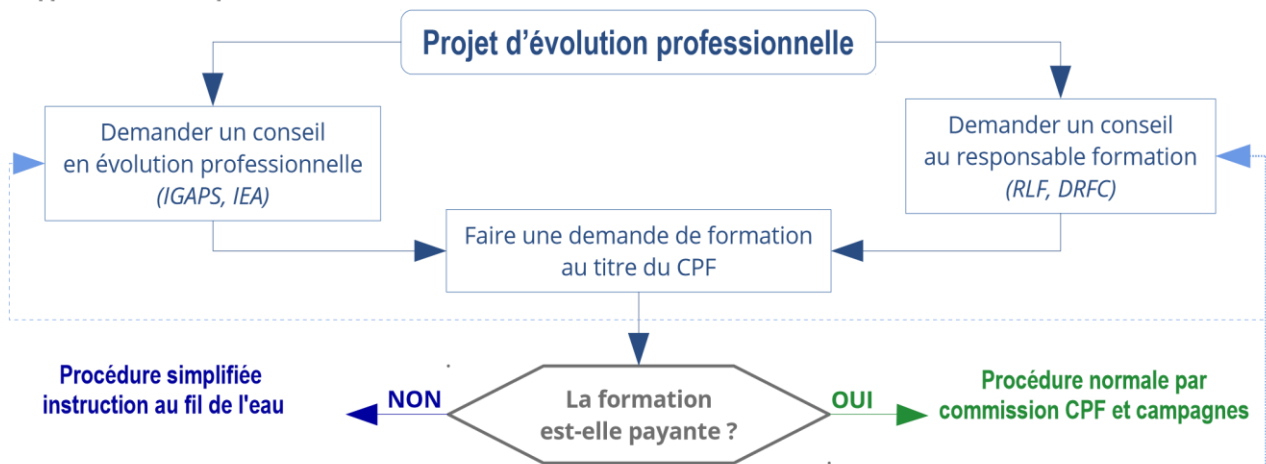 Projet d’évolution professionnelle
Demander un conseil
en évolution professionnelle
(IGAPS, IEA)
Demander un conseil
au responsable formation
(RLF, DRFC)
Faire une demande de formation
au titre du CPF
Procédure simplifiée
instruction au fil de l'eau
NON
La formation
est-elle payante ?
OUI
Procédure normale par
commission CPF et campagnes